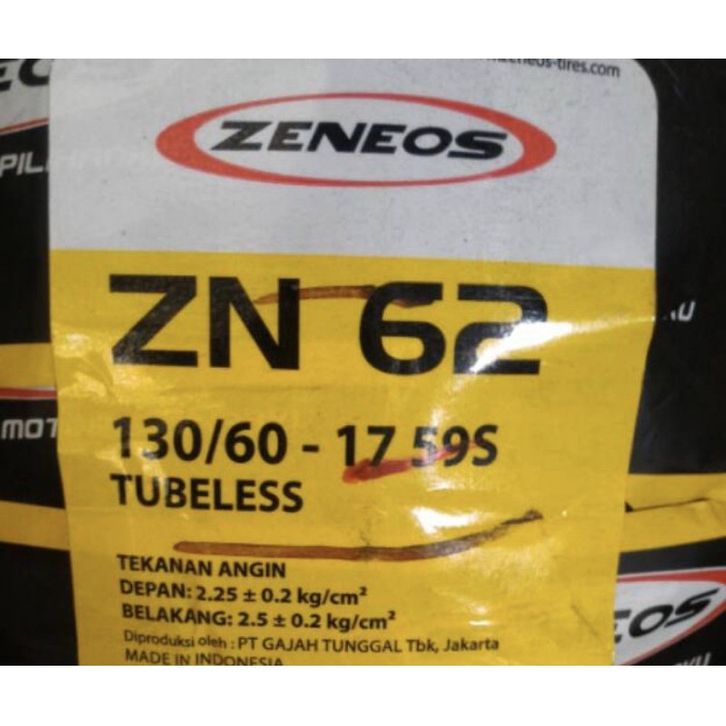 ZENEOS
ZN 62
130/60 - 17 59S
TUBELESS
TEKANAN ANGIN
DEPAN: 2.25 ± 0.2 kg/cm²
BELAKANG: 2.5 ± 0.2 kg/cm²
Diproduksi oleh : PT GAJAH TUNGGAL Tbk, Jakarta
MADE IN INDONESIA